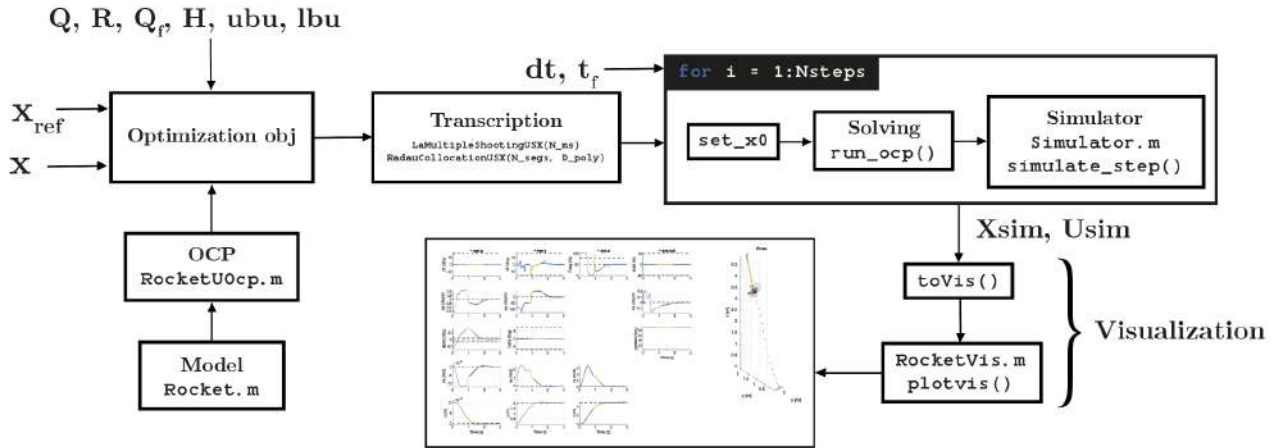 Q, R, Q_f, H, ubu, lbu
X_ref
X
Optimization obj
OCP
RocketUOcp.m
Model
Rocket.m
Transcription
LaMultipleShootingUSX(N_ms)
RadauCollocationUSX(N_segs, D_poly)
dt, t_f
for i = 1:Nsteps
set_x0
Solving
run_ocp()
Simulator
Simulator.m
simulate_step()
Xsim, Usim
toVis()
RocketVis.m
plotvis()
Visualization